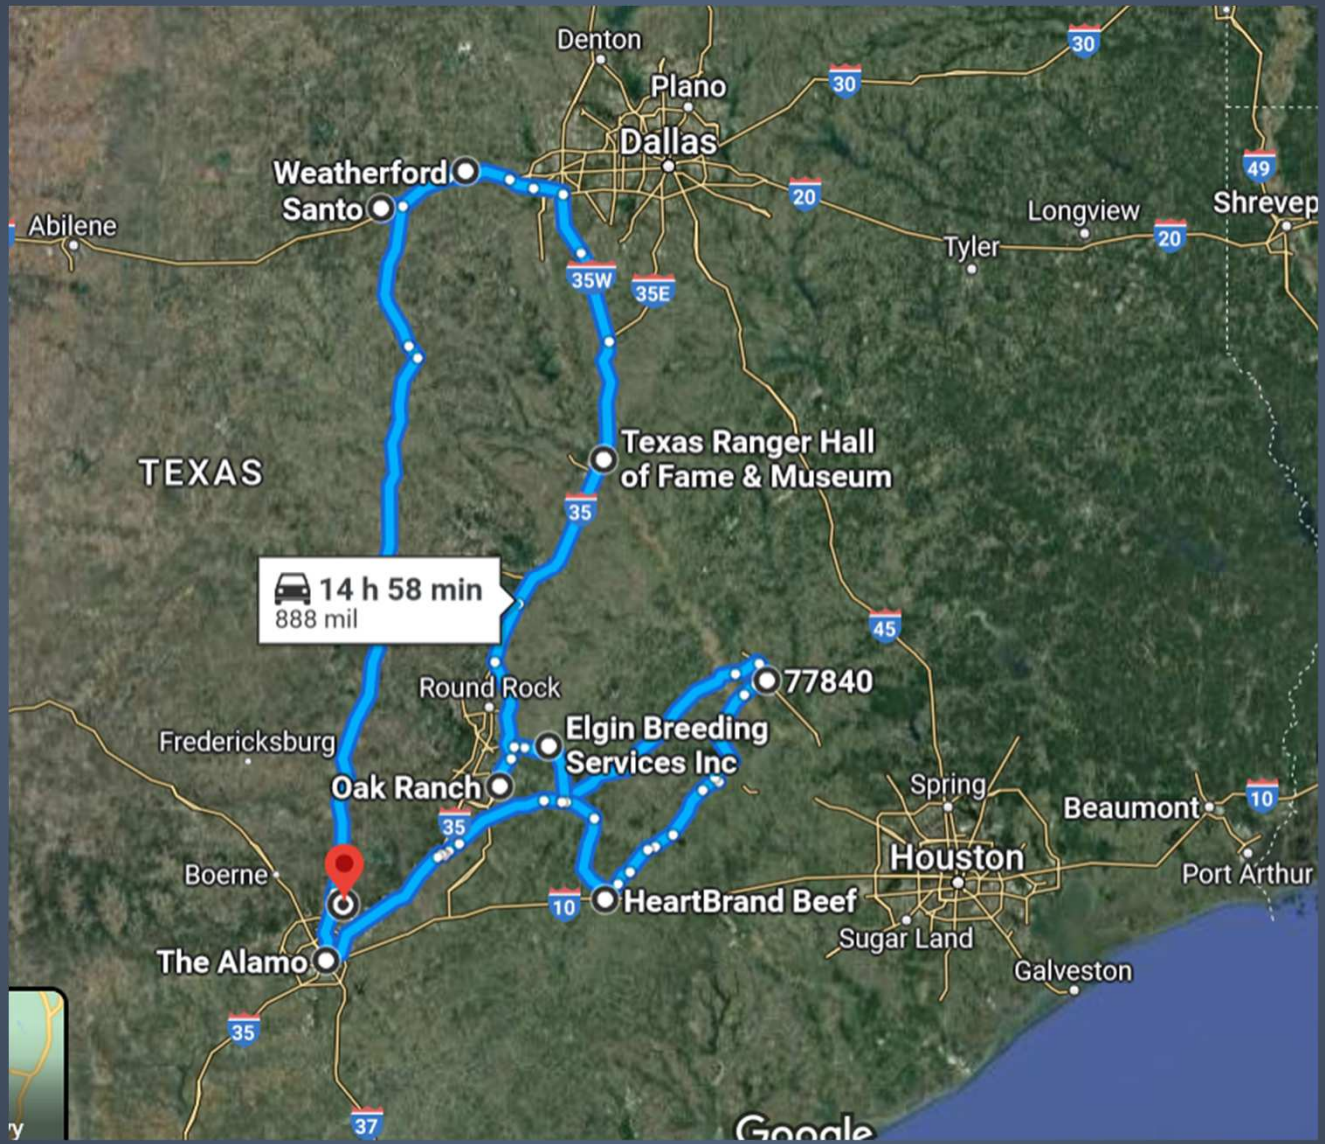 Denton
30
30
Plano
Dallas
49
Weatherford
Santo
20
Longview
Shrevep
Abilene
20
Tyler
35W
35E
Texas Ranger Hall
of Fame & Museum
TEXAS
35
14 h 58 min
888 mil
45
Round Rock
77840
Elgin Breeding
Services Inc
Fredericksburg
Oak Ranch
Spring
10
Beaumont
35
Houston
Boerne
Port Arthur
10
HeartBrand Beef
Sugar Land
The Alamo
Galveston
35
37
Google
ry